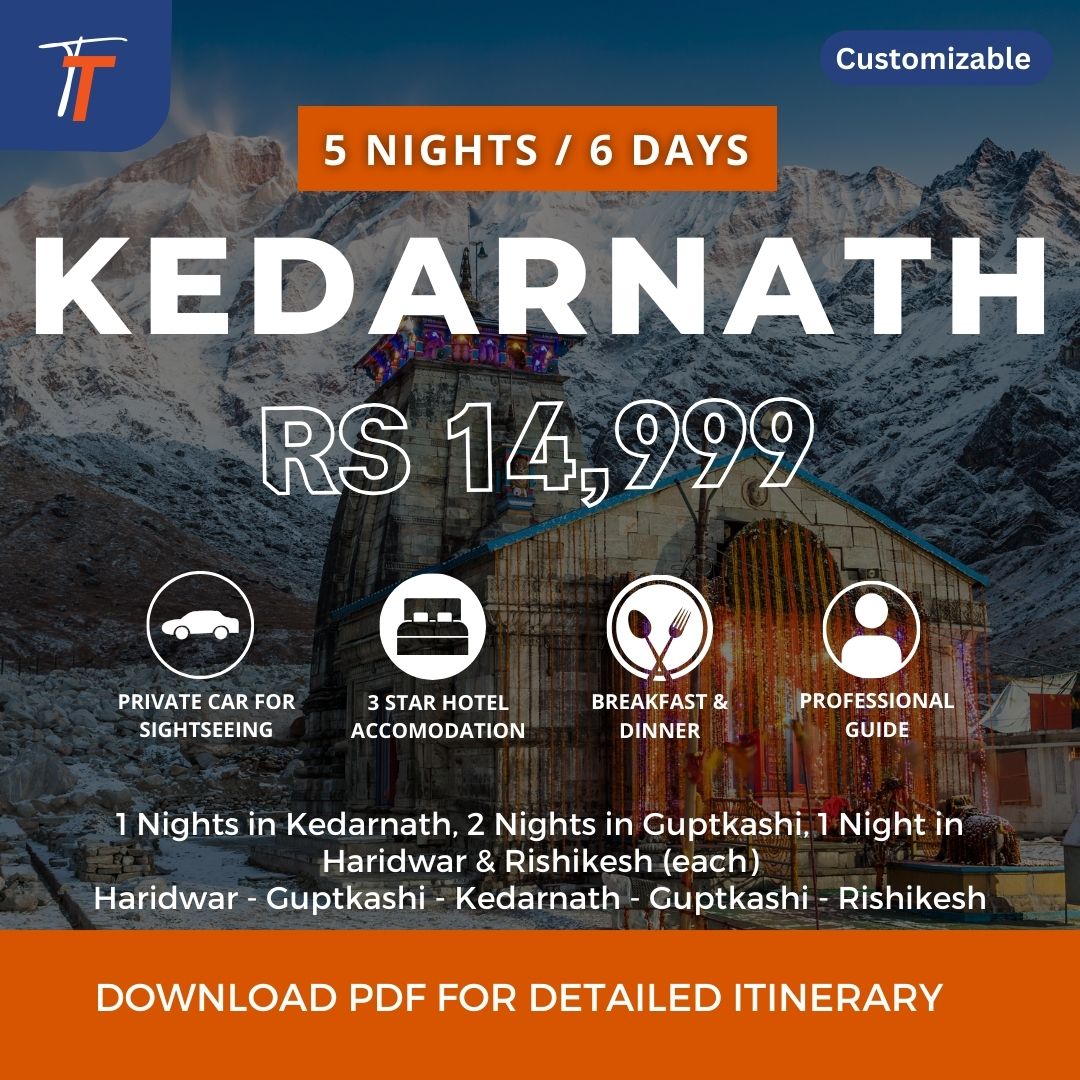 TT
Customizable
5 NIGHTS / 6 DAYS
KEDARNATH
RS 14,999
PRIVATE CAR FOR
SIGHTSEEING
3 STAR HOTEL
ACCOMODATION
BREAKFAST &
DINNER
PROFESSIONAL
GUIDE
1 Nights in Kedarnath, 2 Nights in Guptkashi, 1 Night in
Haridwar & Rishikesh (each)
Haridwar - Guptkashi - Kedarnath - Guptkashi - Rishikesh
DOWNLOAD PDF FOR DETAILED ITINERARY